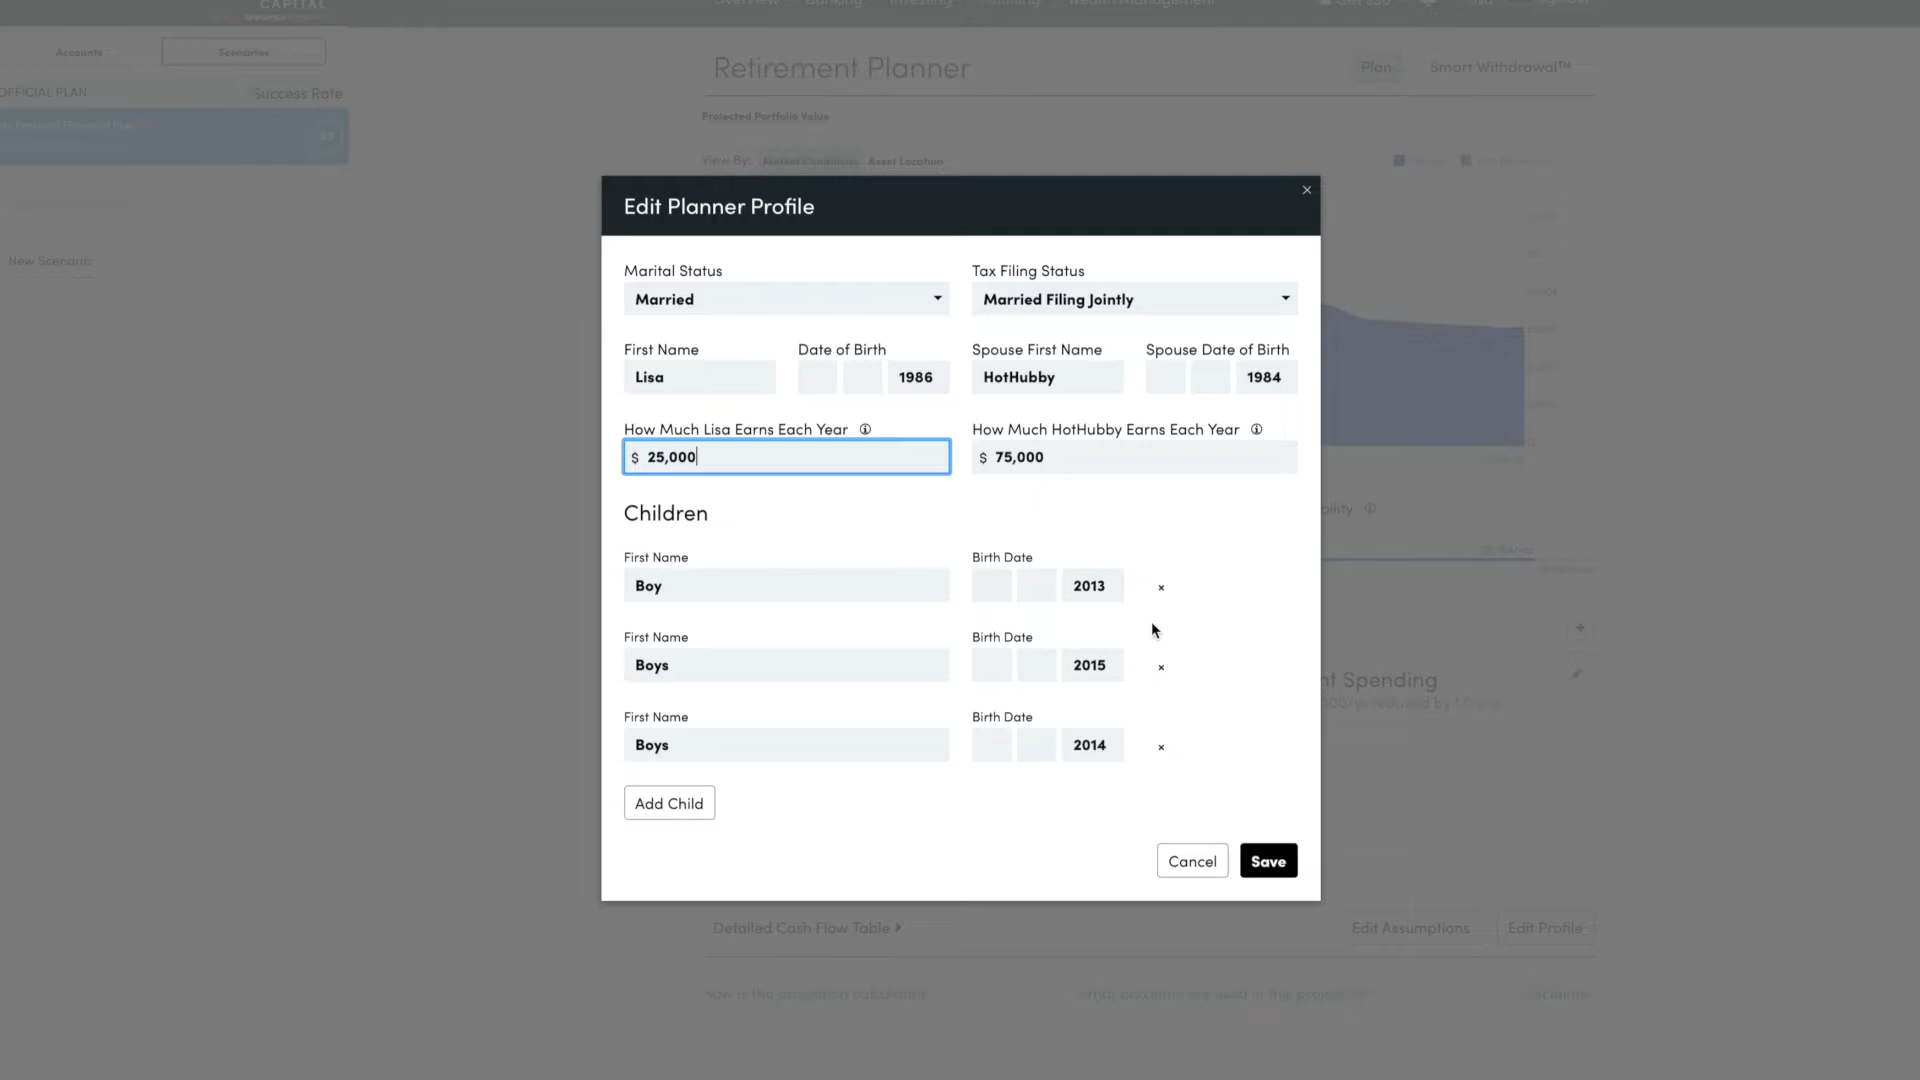 CAPITAL
Accounts
Scenarios
OFFICIAL PLAN
Success Rate
New Scenario
Retirement Planner
Plan
Smart Withdrawal™
Projected Portfolio Value
View By:
Asset Location
Edit Planner Profile
×
Marital Status
Tax Filing Status
Married
Married Filing Jointly
First Name
Date of Birth
Spouse First Name
Spouse Date of Birth
Lisa
1986
HotHubby
1984
How Much Lisa Earns Each Year
How Much HotHubby Earns Each Year
$ 25,000
$ 75,000
Children
First Name
Birth Date
Boy
2013
×
First Name
Birth Date
Boys
2015
×
First Name
Birth Date
Boys
2014
×
Add Child
Cancel
Save
Spending
reduced by
Detailed Cash Flow Table
Edit Assumptions
Edit Profile